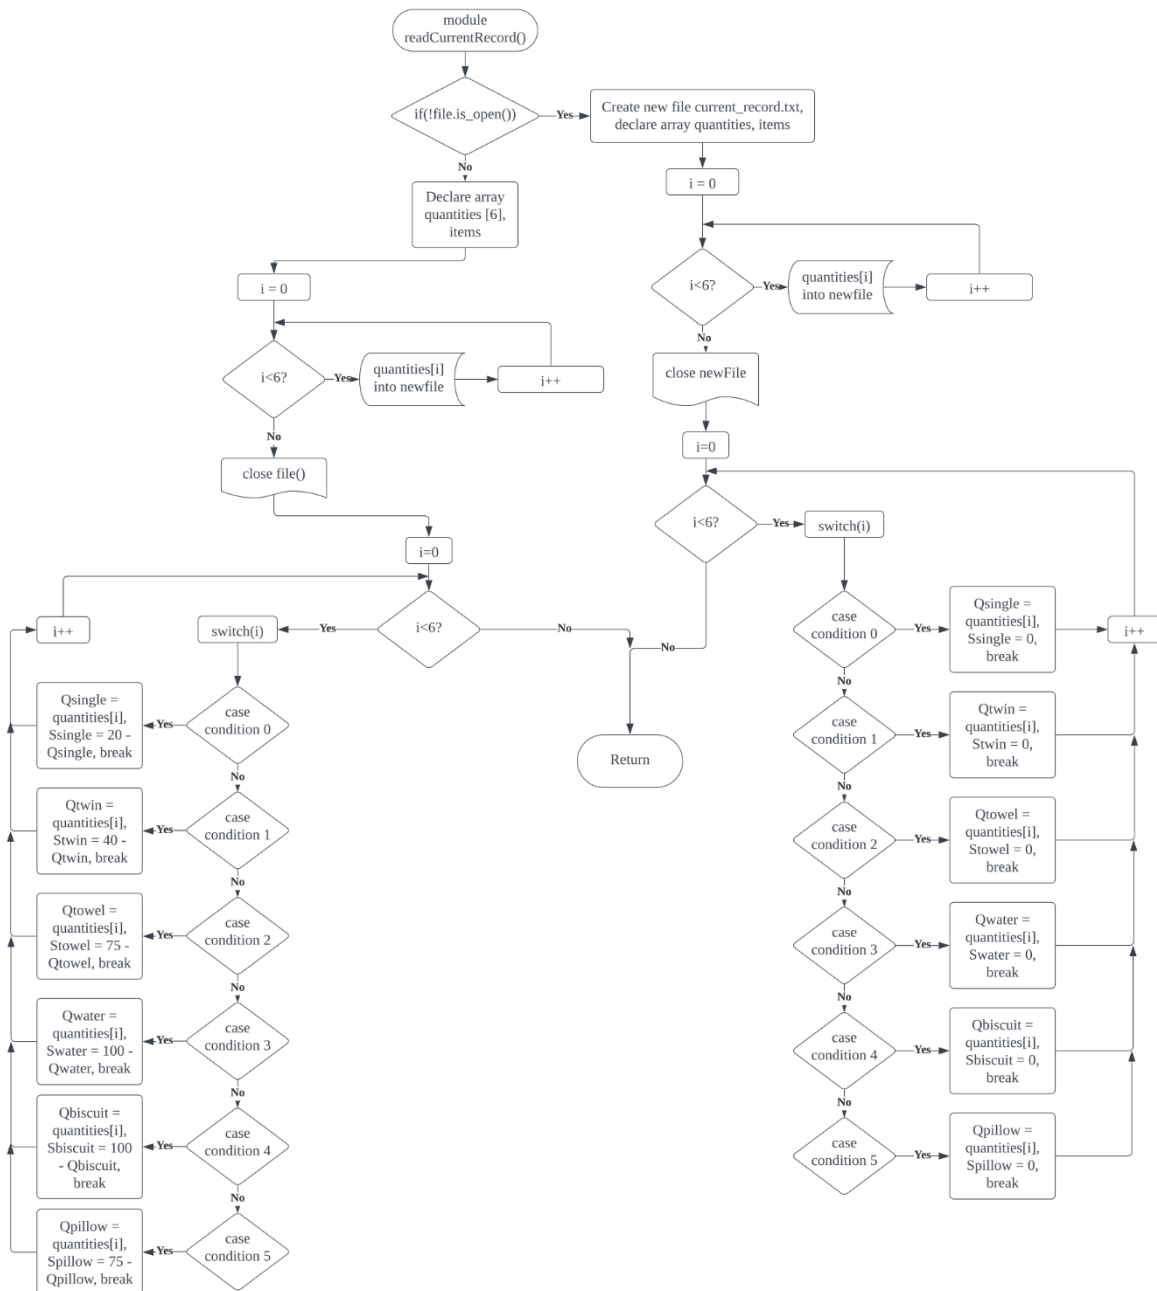 module
readCurrentRecord()
if(!file.is_open())
Yes
Create new file current_record.txt,
declare array quantities, items
No
Declare array
quantities [6],
items
i = 0
i<6?
Yes
quantities[i]
into newfile
i++
No
close file()
i=0
i<6?
Yes
No
switch(i)
i++
case
condition 0
Yes
Qsingle =
quantities[i],
Ssingle = 20 -
Qsingle, break
No
case
condition 1
Yes
Qtwin =
quantities[i],
Stwin = 40 -
Qtwin, break
No
case
condition 2
Yes
Qtowel =
quantities[i],
Stowel = 75 -
Qtowel, break
No
case
condition 3
Yes
Qwater =
quantities[i],
Swater = 100 -
Qwater, break
No
case
condition 4
Yes
Qbiscuit =
quantities[i],
Sbiscuit = 100
- Qbiscuit,
break
No
case
condition 5
Yes
Qpillow =
quantities[i],
Spillow = 75 -
Qpillow, break
i = 0
i<6?
Yes
quantities[i]
into newfile
i++
No
close newFile
i=0
i<6?
Yes
No
switch(i)
case
condition 0
Yes
Qsingle =
quantities[i],
Ssingle = 0,
break
i++
No
case
condition 1
Yes
Qtwin =
quantities[i],
Stwin = 0,
break
No
case
condition 2
Yes
Qtowel =
quantities[i],
Stowel = 0,
break
No
case
condition 3
Yes
Qwater =
quantities[i],
Swater = 0,
break
No
case
condition 4
Yes
Qbiscuit =
quantities[i],
Sbiscuit = 0,
break
No
case
condition 5
Yes
Qpillow =
quantities[i],
Spillow = 0,
break
Return